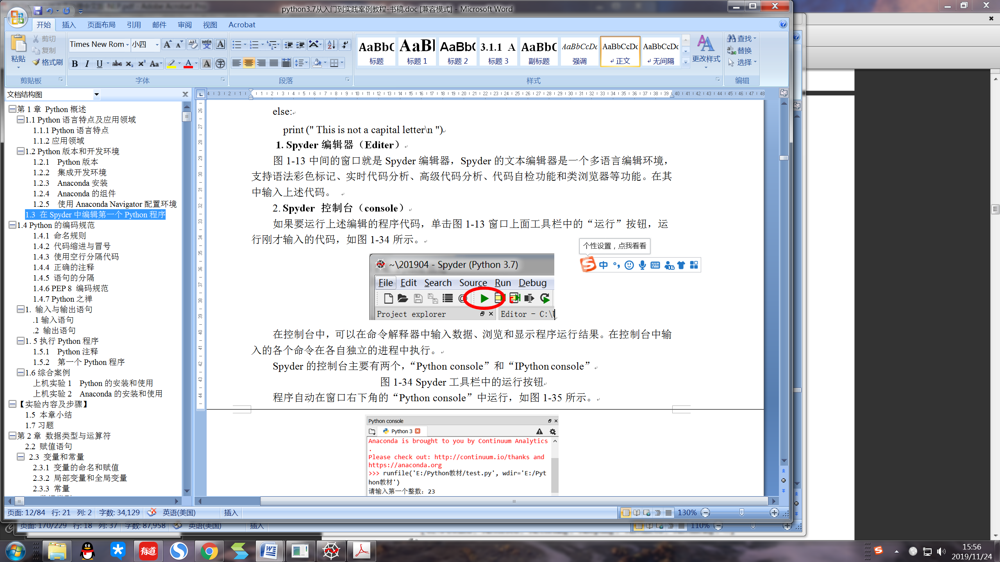 python3.7从入门到实践案例教程-书稿.doc [兼容模式] - Microsoft Word
开始 插入 页面布局 引用 邮件 审阅 视图 Acrobat
粘贴 剪切 复制 格式刷
Times New Rom 小四
AaBbC AaBl AaBbC 3.1.1 A AaBbC AaBbCcDc AaBbCcDc AaBbCcDc
标题 标题 1 标题 2 标题 3 副标题 强调 正文 无间隔
更改样式
查找
替换
选择
剪贴板 字体 段落 样式 编辑
文档结构图
第 1 章 Python 概述
1.1 Python 语言特点及应用领域
1.1.1 Python 语言特点
1.1.2 应用领域
1.2 Python 版本和开发环境
1.2.1 Python 版本
1.2.2 集成开发环境
1.2.3 Anaconda 安装
1.2.4 Anaconda 的组件
1.2.5 使用 Anaconda Navigator 配置环境
1.3 在 Spyder 中编辑第一个 Python 程序
1.4 Python 的编码规范
1.4.1 命名规则
1.4.2 代码缩进与冒号
1.4.3 使用空行分隔代码
1.4.4 正确的注释
1.4.5 语句的分隔
1.4.6 PEP 8 编码规范
1.4.7 Python 之禅
1. 输入与输出语句
.1 输入语句
.2 输出语句
1. 5 执行 Python 程序
1.5.1 Python 注释
1.5.2 第一个 Python 程序
1.6 综合案例
上机实验 1 Python 的安装和使用
上机实验 2 Anaconda 的安装和使用
【实验内容及步骤】
1.5 本章小结
1.7 习题
第 2 章 数据类型与运算符
2.2 赋值语句
2.3 变量和常量
2.3.1 变量的命名和赋值
2.3.2 局部变量和全局变量
2.3.3 常量
else:
print (" This is not a capital letter\n ")
1. Spyder 编辑器（Editer）
图 1-13 中间的窗口就是 Spyder 编辑器，Spyder 的文本编辑器是一个多语言编辑环境，
支持语法彩色标记、实时代码分析、高级代码分析、代码自检功能和类浏览器等功能。在其
中输入上述代码。
2. Spyder 控制台（console）
如果要运行上述编辑的程序代码，单击图 1-13 窗口上面工具栏中的“运行”按钮，运
行刚才输入的代码，如图 1-34 所示。
个性设置，点我看看
中
~\201904 - Spyder (Python 3.7)
File Edit Search Source Run Debug
Project explorer Editor - C:\
在控制台中，可以在命令解释器中输入数据、浏览和显示程序运行结果。在控制台中输
入的各个命令在各自独立的进程中执行。
Spyder 的控制台主要有两个，“Python console”和“IPython console”
图 1-34 Spyder 工具栏中的运行按钮
程序自动在窗口右下角的“Python console”中运行，如图 1-35 所示。
Python console
Python 3
Anaconda is brought to you by Continuum Analytics
.
Please check out: http://continuum.io/thanks and
https://anaconda.org
>>> runfile('E:/Python教材/test.py', wdir='E:/Pyt
hon教材')
请输入第一个整数: 23
页面: 12/84 行: 21 列: 2 字数: 34,129 英语(美国) 插入 130%
页面: 170/229 行: 18 列: 37 字数: 87,958 英语(美国) 插入 110%
有道
15:56
2019/11/24